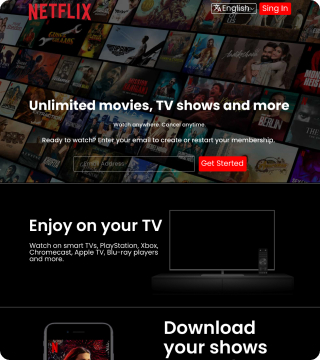 NETFLIX
English
Sing In
Unlimited movies, TV shows and more
Watch anywhere. Cancel anytime.
Ready to watch? Enter your email to create or restart your membership.
Email Address
Get Started
Enjoy on your TV
Watch on smart TVs, PlayStation, Xbox,
Chromecast, Apple TV, Blu-ray players
and more.
Download
your shows